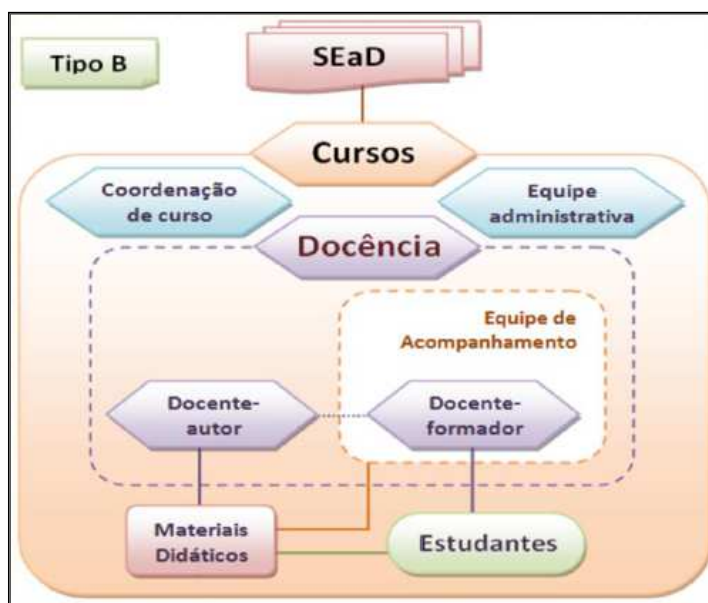 Tipo B
SEaD
Cursos
Coordenação
de curso
Equipe
administrativa
Docência
Equipe de
Acompanhamento
Docente-
autor
Docente-
formador
Materiais
Didáticos
Estudantes